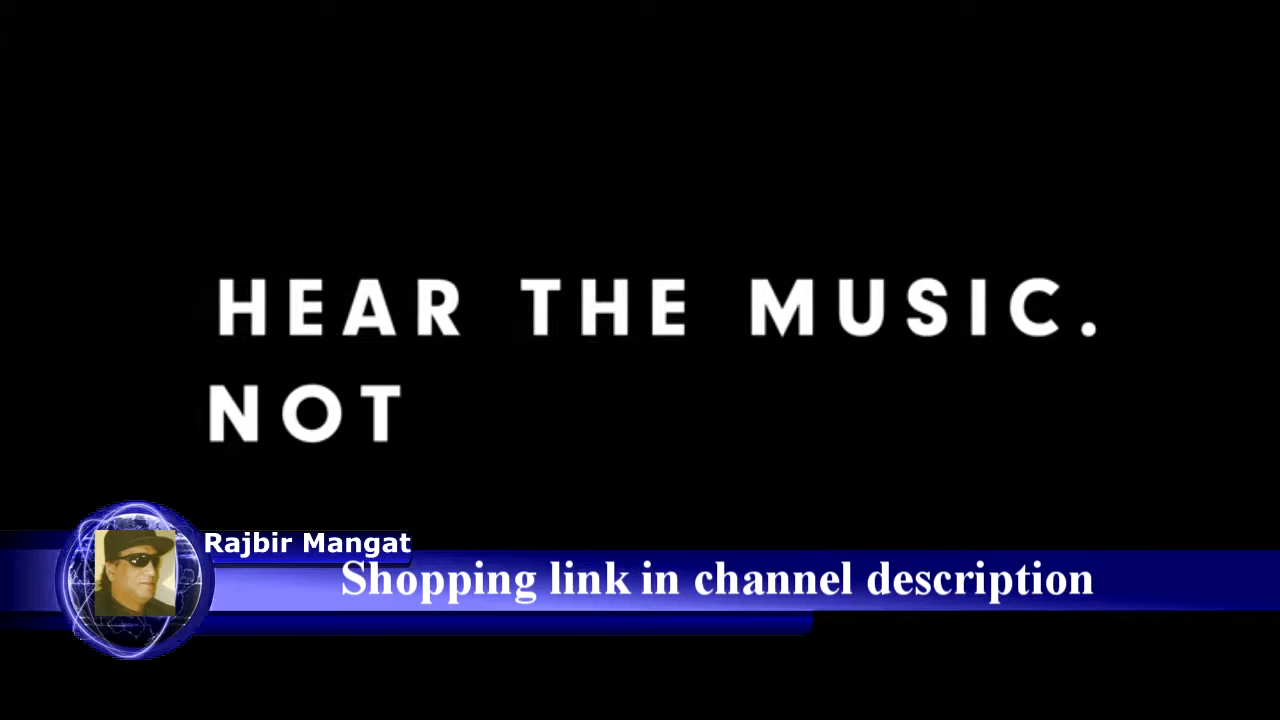 HEAR THE MUSIC.
NOT
Rajbir Mangat
Shopping link in channel description